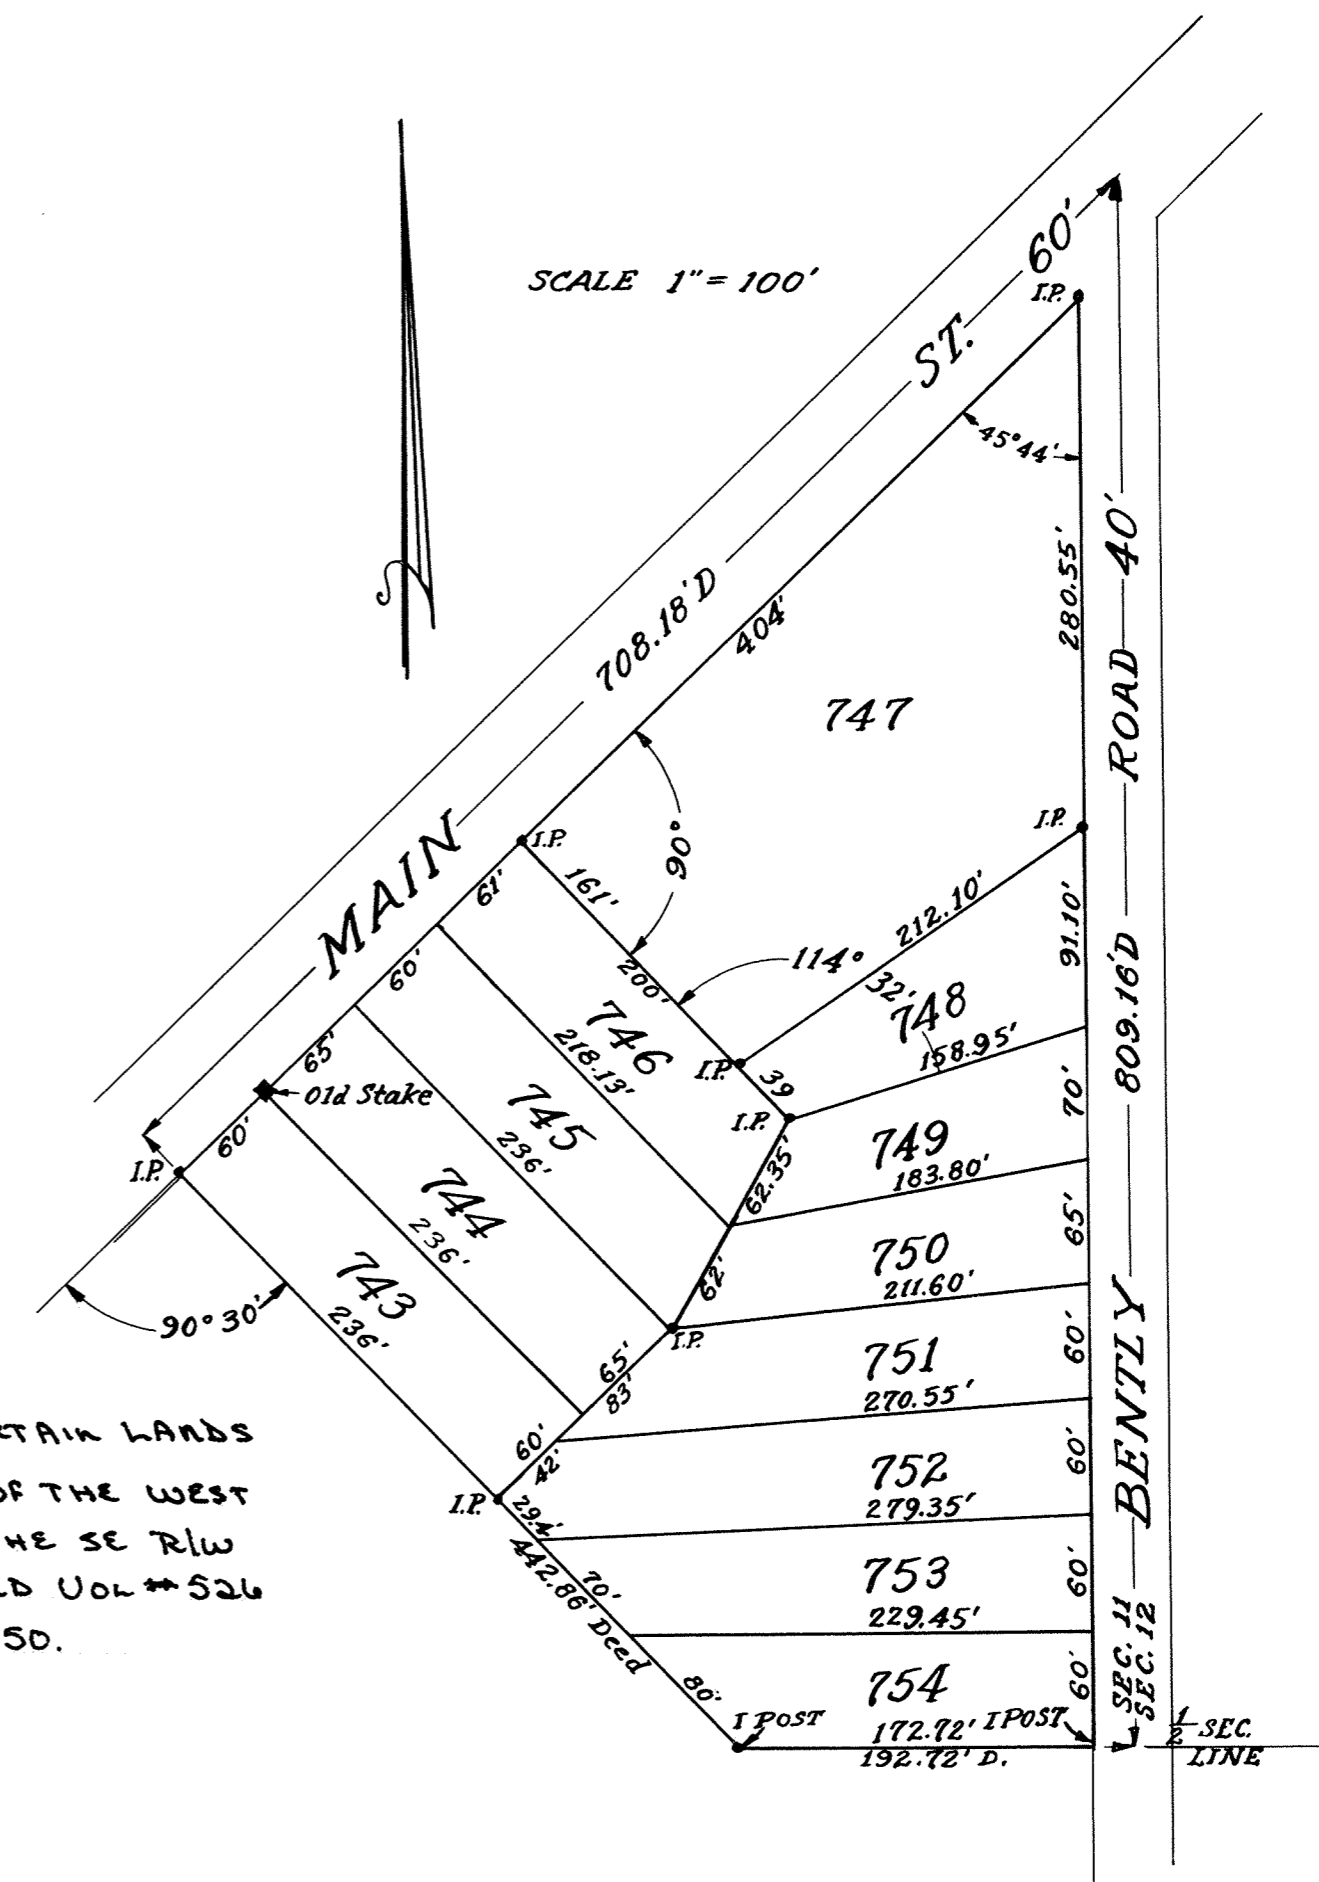 SCALE 1" = 100'
MAIN
ST.
60'
708.18' D
I.P.
45°44'
280.55'
404'
747
ROAD 40'
I.P.
I.P.
90°
161'
61'
91.10'
212.10'
114°
32'
60'
200'
746
748
158.95'
218.13'
809.16' D
65'
I.P.
39
70'
Old Stake
745
I.P.
749
236'
62.35'
183.80'
60'
I.P.
744
236'
65'
750
211.60'
62'
743
236'
90°30'
I.P.
60'
751
65'
83'
270.55'
BENTLY
60'
42'
752
60'
279.35'
I.P.
29.4'
442.86' Deed
70'
753
60'
229.45'
SEC. 11
SEC. 12
80'
754
60'
I POST
172.72'
I POST
192.72' D.
1/2 SEC.
LINE
TAIN LANDS
OF THE WEST
HE SE R/W
D VOL # 526
50.